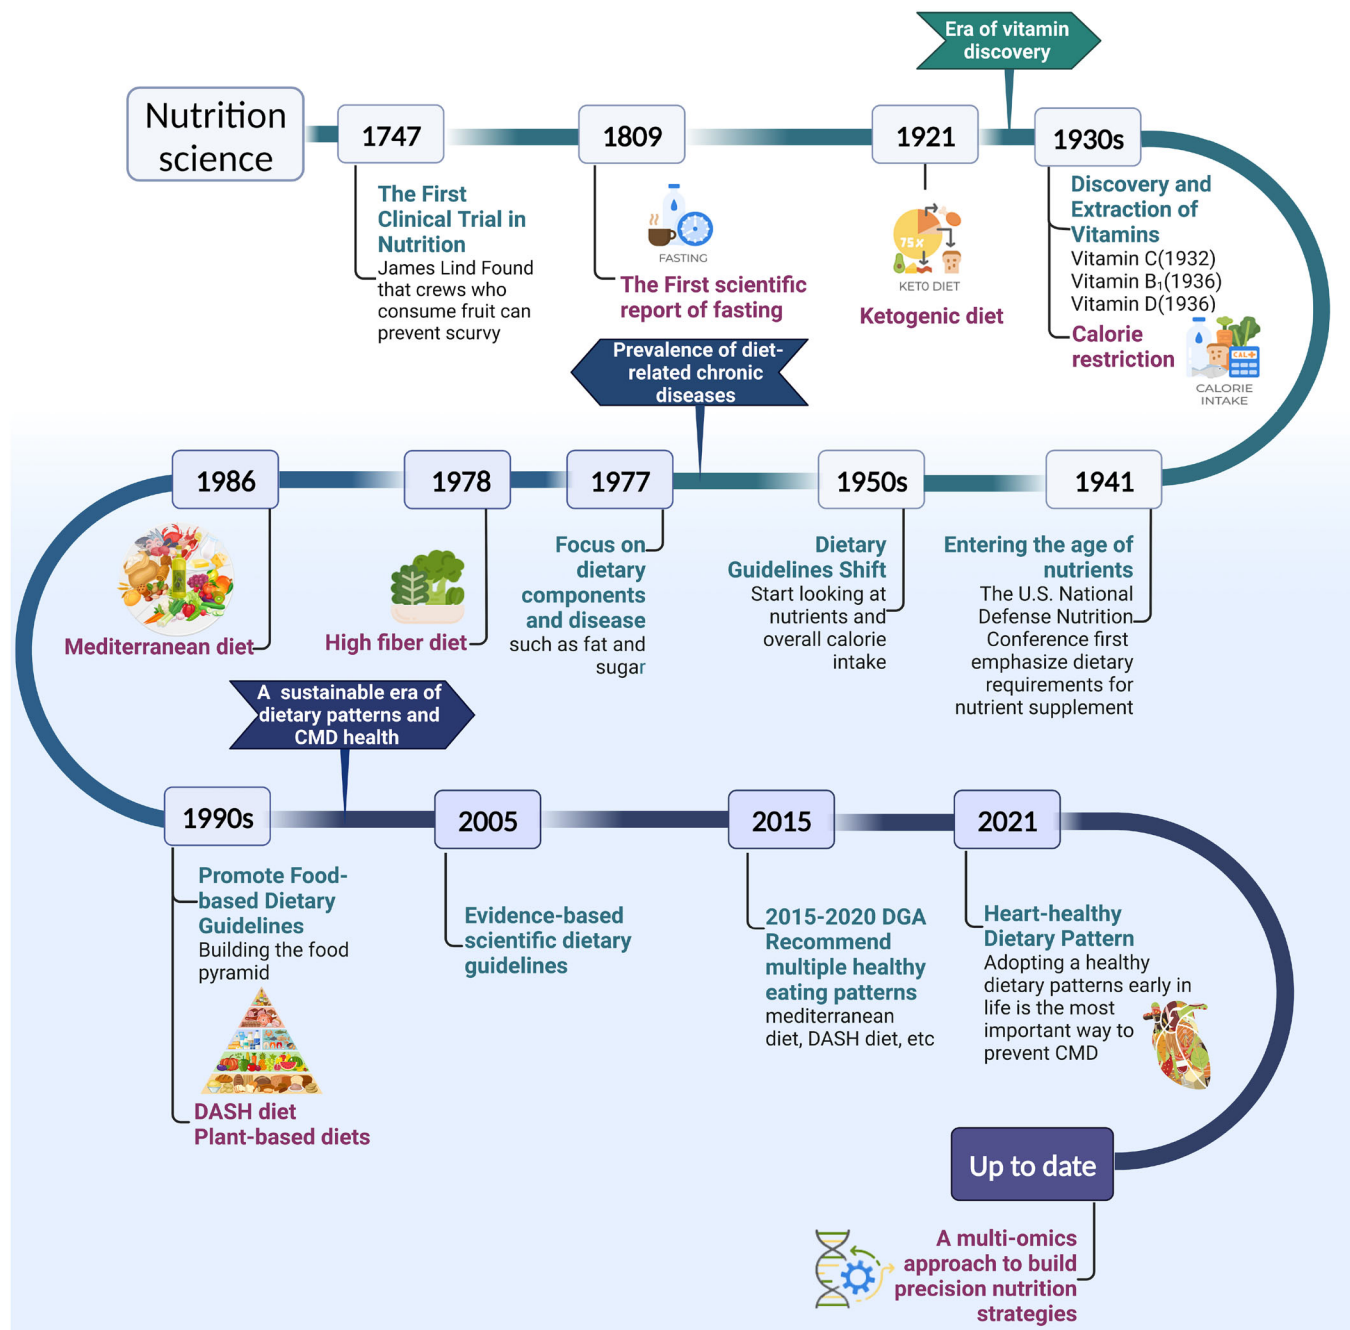 Era of vitamin
discovery
Nutrition
science
1747
1809
1921
1930s
The First
Clinical Trial in
Nutrition
James Lind Found
that crews who
consume fruit can
prevent scurvy
FASTING
The First scientific
report of fasting
75%
KETO DIET
Ketogenic diet
Discovery and
Extraction of
Vitamins
Vitamin C(1932)
Vitamin B₁(1936)
Vitamin D(1936)
Calorie
restriction
CAL+
CALORIE
INTAKE
Prevalence of diet-
related chronic
diseases
1941
1950s
1977
1978
1986
Entering the age of
nutrients
The U.S. National
Defense Nutrition
Conference first
emphasize dietary
requirements for
nutrient supplement
Dietary
Guidelines Shift
Start looking at
nutrients and
overall calorie
intake
Focus on
dietary
components
and disease
such as fat and
sugar
High fiber diet
Mediterranean diet
A sustainable era of
dietary patterns and
CMD health
1990s
2005
2015
2021
Promote Food-
based Dietary
Guidelines
Building the food
pyramid
DASH diet
Plant-based diets
Evidence-based
scientific dietary
guidelines
2015-2020 DGA
Recommend
multiple healthy
eating patterns
mediterranean
diet, DASH diet, etc
Heart-healthy
Dietary Pattern
Adopting a healthy
dietary patterns early in
life is the most
important way to
prevent CMD
Up to date
A multi-omics
approach to build
precision nutrition
strategies